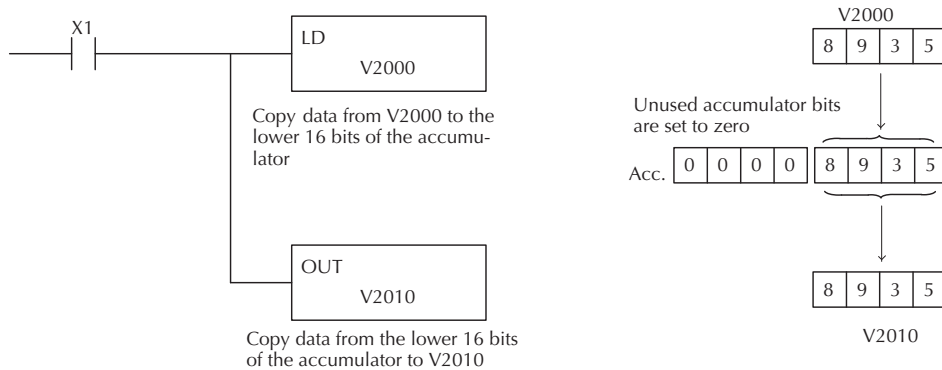 X1
LD
V2000
Copy data from V2000 to the
lower 16 bits of the accumu-
lator
OUT
V2010
Copy data from the lower 16 bits
of the accumulator to V2010
V2000
8 9 3 5
Unused accumulator bits
are set to zero
Acc. 0 0 0 0 8 9 3 5
8 9 3 5
V2010